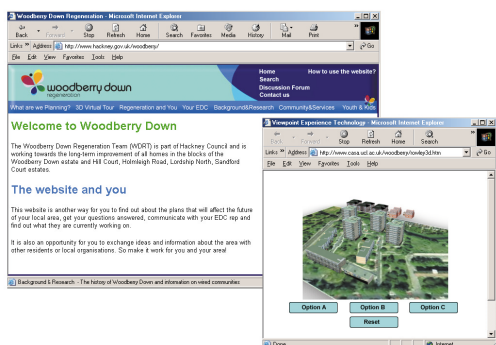 Woodberry Down Regeneration - Microsoft Internet Explorer
Back Forward Stop Refresh Home Search Favorites Media History Mail Print
Links Address http://www.hackney.gov.uk/woodberry/ Go
File Edit View Favorites Tools Help
woodberry down
regeneration
Home How to use the website?
Search
Discussion Forum
Contact us
What are we Planning? 3D Virtual Tour Regeneration and You Your EDC Background&Research Community&Services Youth & Kids
Welcome to Woodberry Down
The Woodberry Down Regeneration Team (WDRT) is part of Hackney Council and is
working towards the long-term improvement of all homes in the blocks of the
Woodberry Down estate and Hill Court, Holmleigh Road, Lordship North, Sandford
Court estates.
The website and you
This website is another way for you to find out about the plans that will affect the future
of your local area, get your questions answered, communicate with your EDC rep and
find out what they are currently working on.
It is also an opportunity for you to exchange ideas and information about the area with
other residents or local organisations. So make it work for you and your area!
Background & Research - The history of Woodberry Down and information on wired communities
Viewpoint Experience Technology - Microsoft Internet Explorer
Back Forward Stop Refresh Home Search
Links Address http://www.casa.ucl.ac.uk/woodberry/rowley3d.htm Go
File Edit View Favorites Tools Help
Option A Option B Option C
Reset
Done Internet